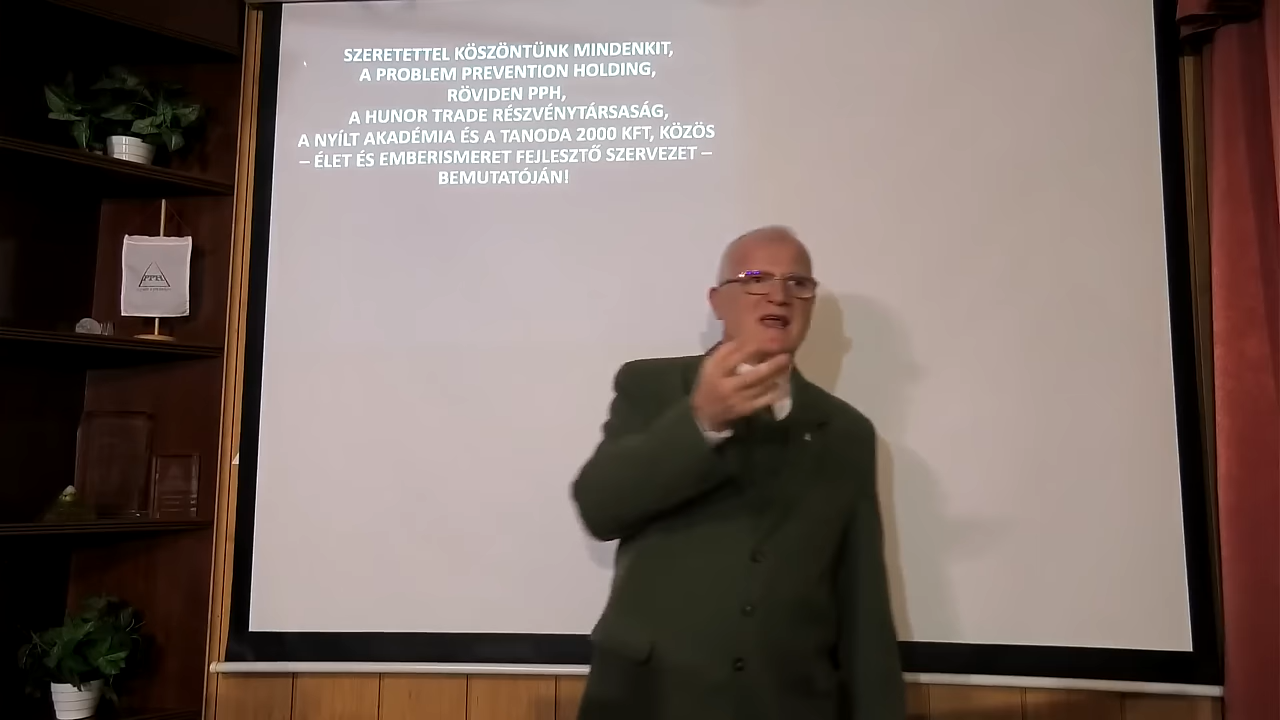 SZERETETTEL KÖSZÖNTÜNK MINDENKIT,
A PROBLEM PREVENTION HOLDING,
RÖVIDEN PPH,
A HUNOR TRADE RÉSZVÉNYTÁRSASÁG,
A NYÍLT AKADÉMIA ÉS A TANODA 2000 KFT, KÖZÖS
– ÉLET ÉS EMBERISMERET FEJLESZTŐ SZERVEZET –
BEMUTATÓJÁN!
PPH